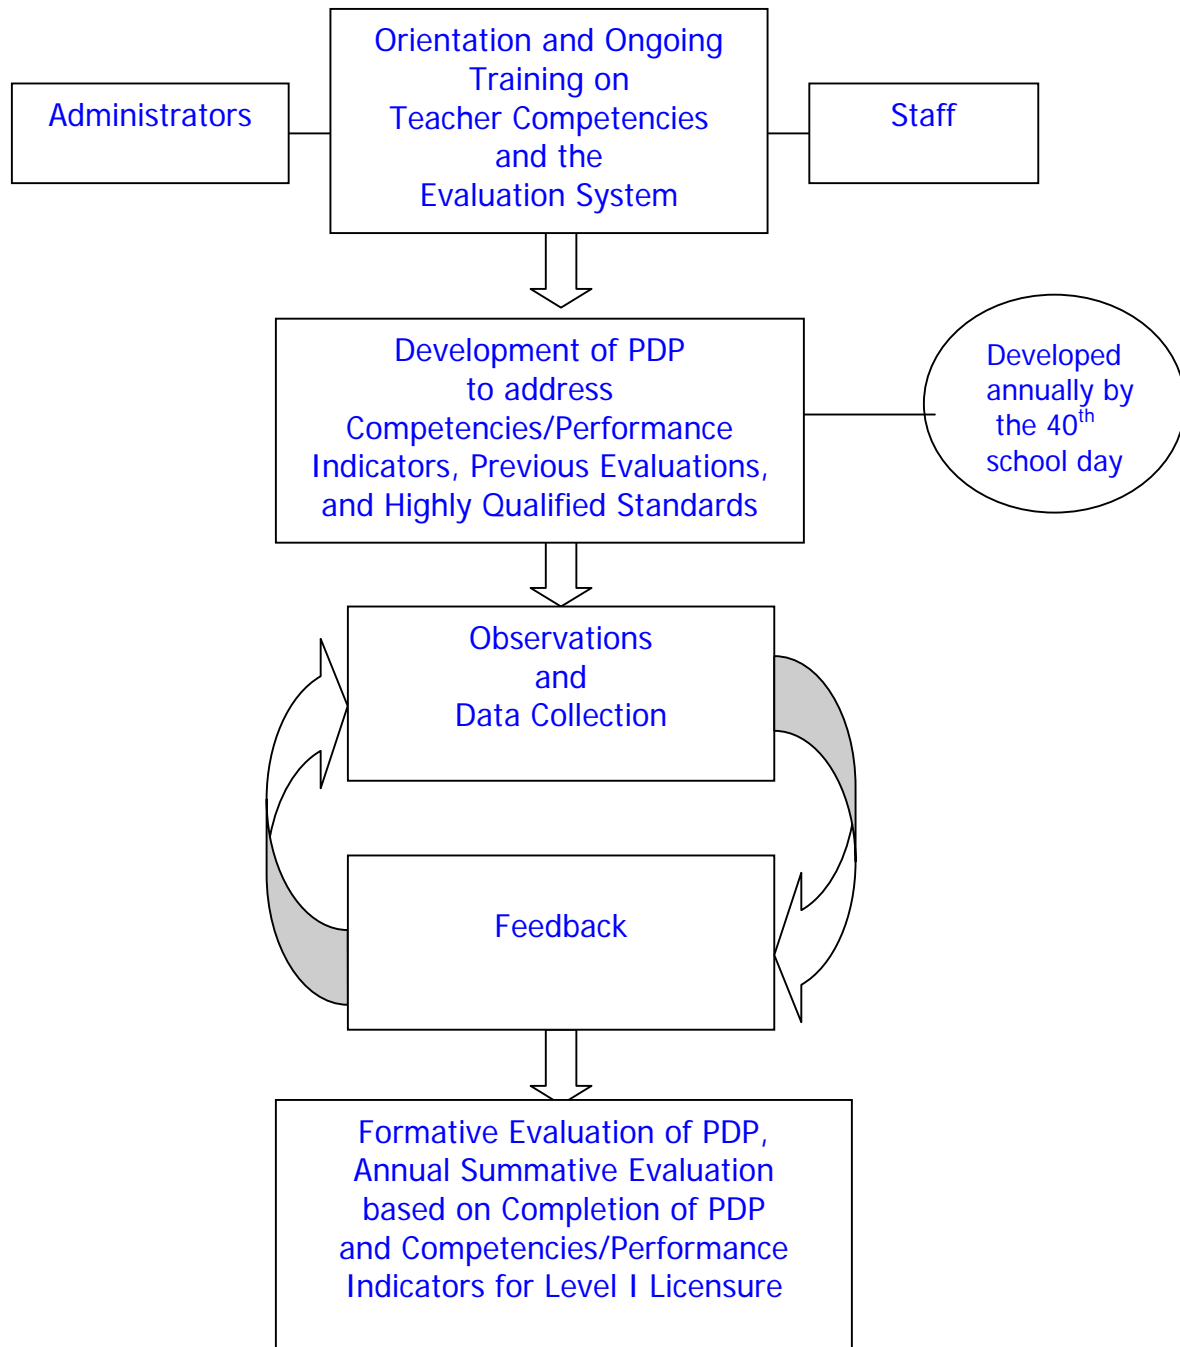 Orientation and Ongoing
Training on
Teacher Competencies
and the
Evaluation System
Administrators
Staff
Development of PDP
to address
Competencies/Performance
Indicators, Previous Evaluations,
and Highly Qualified Standards
Developed
annually by
the 40th
school day
Observations
and
Data Collection
Feedback
Formative Evaluation of PDP,
Annual Summative Evaluation
based on Completion of PDP
and Competencies/Performance
Indicators for Level I Licensure